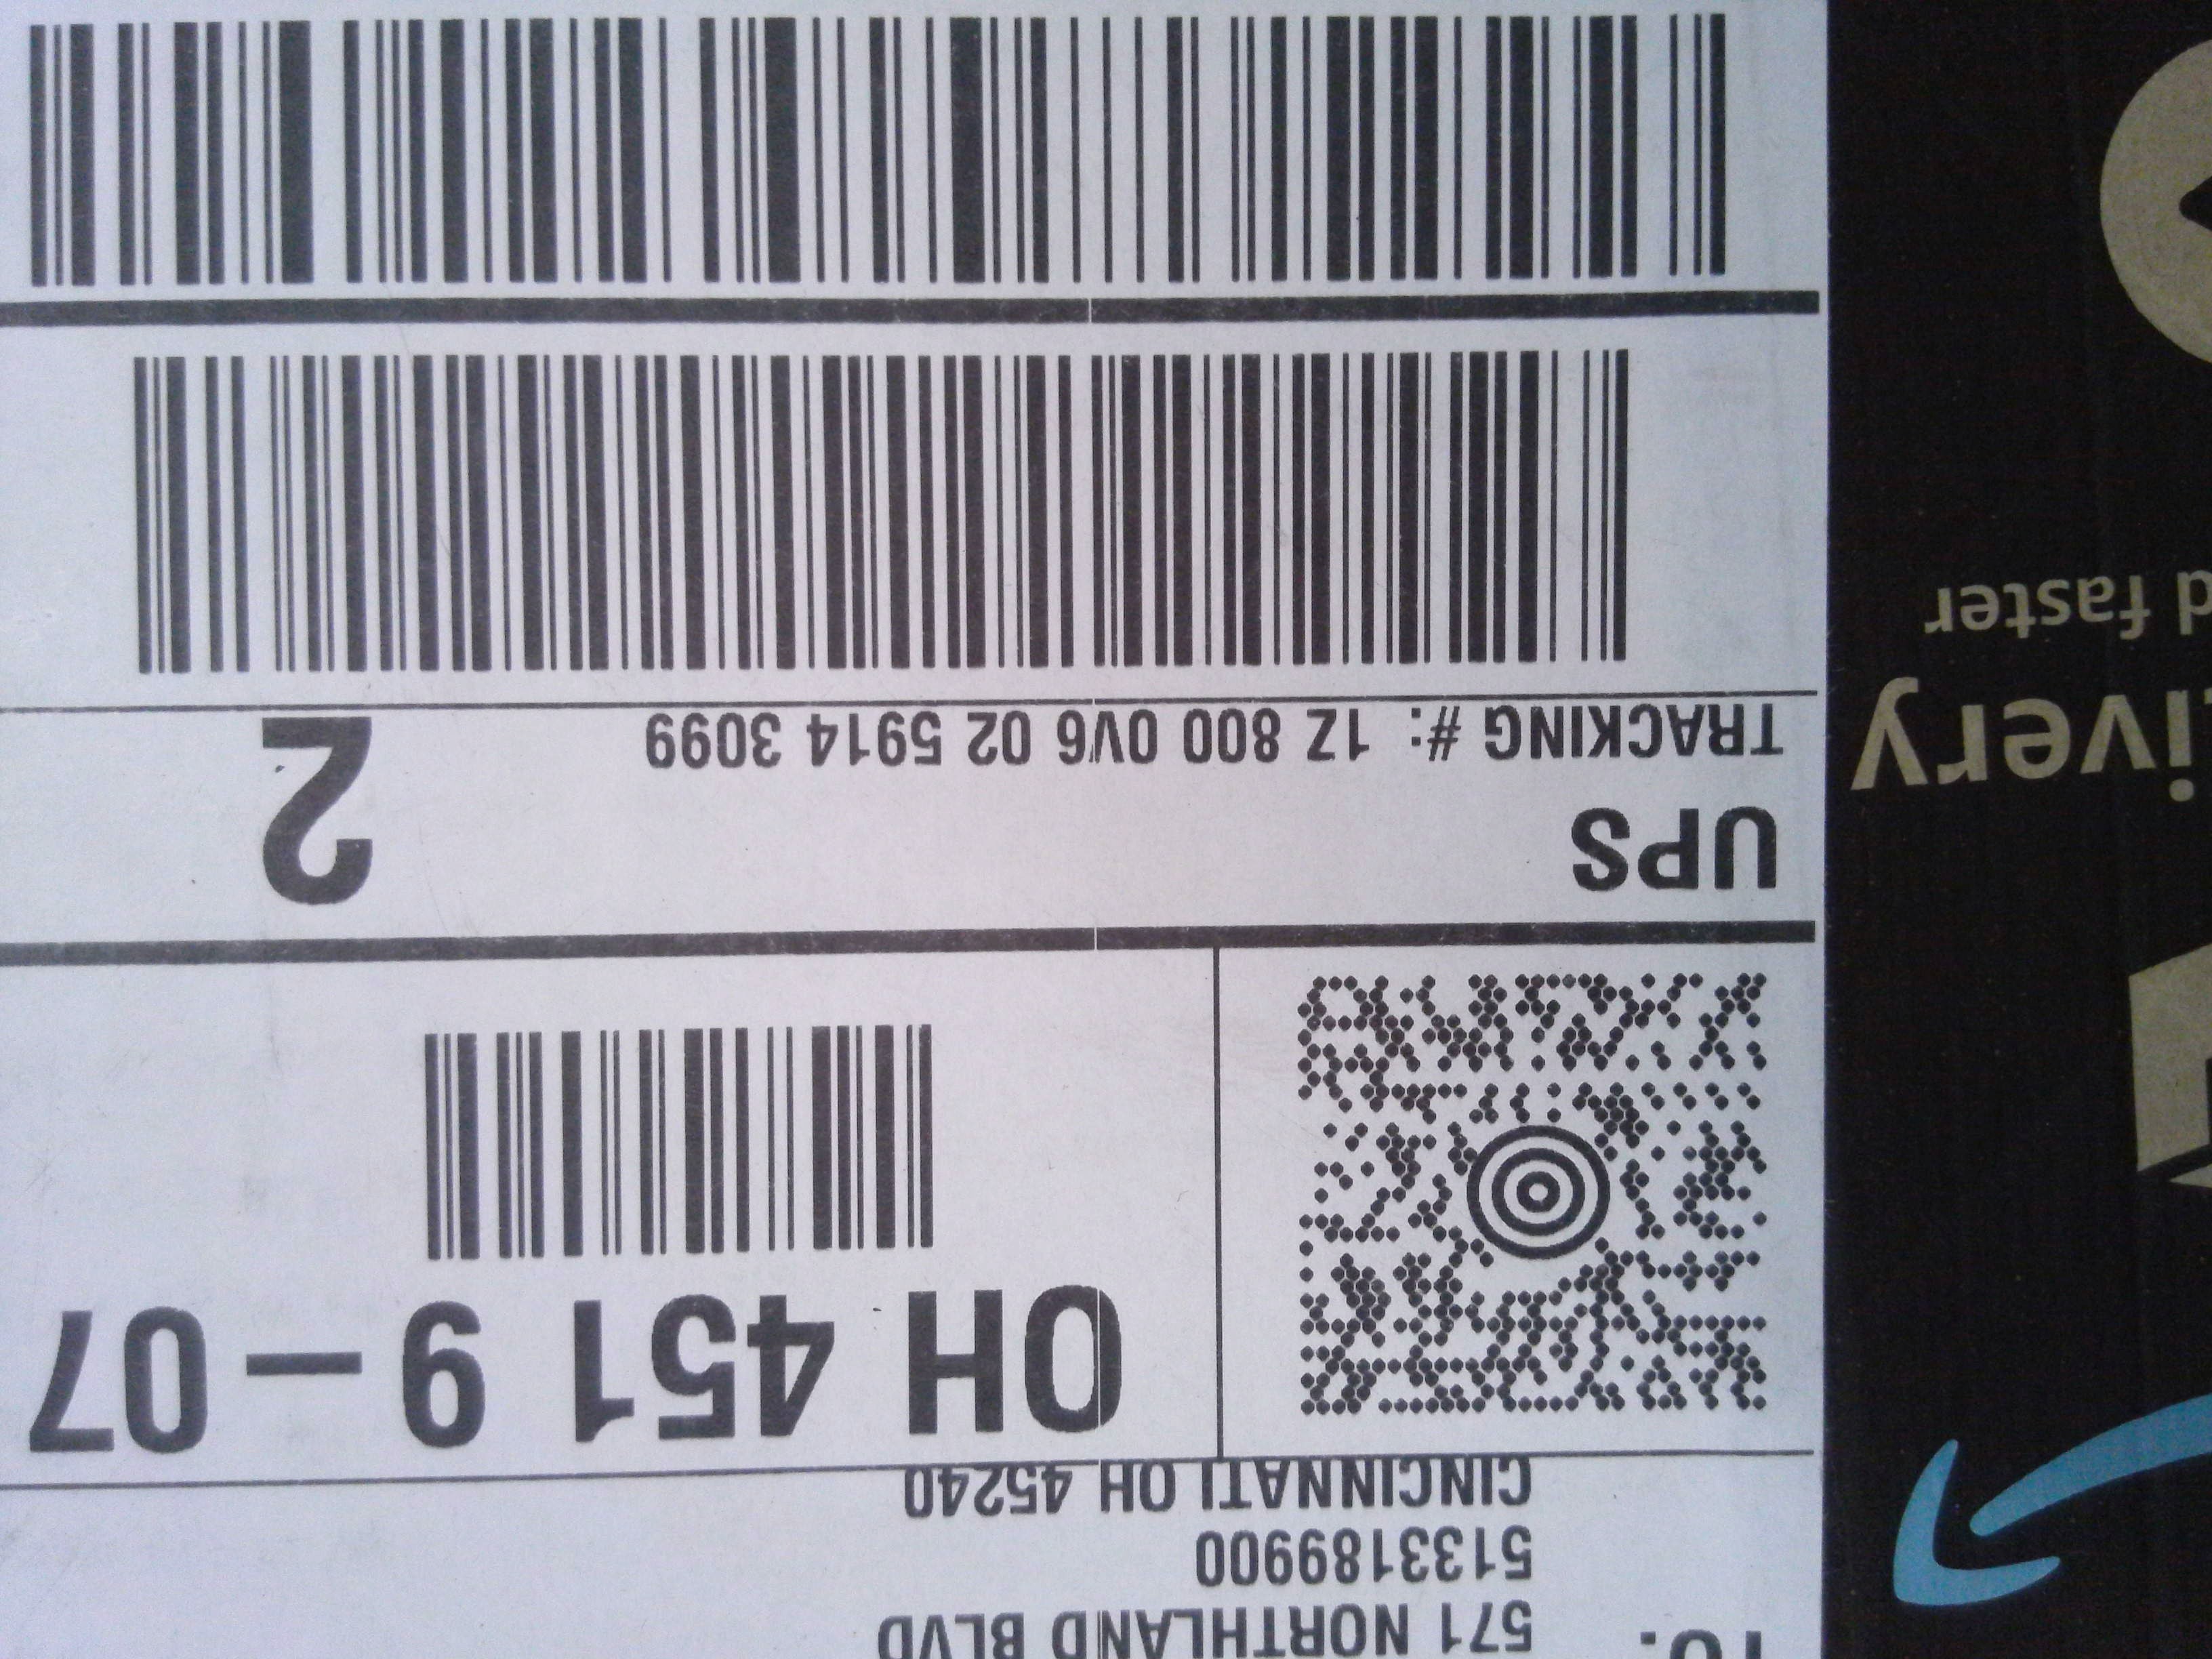 TO:
571 NORTHLAND BLVD
5133189900
CINCINNATI OH 45240
OH 451 9-07
UPS
2
TRACKING #: 1Z 800 0V6 02 5914 3099
ivery
d faster